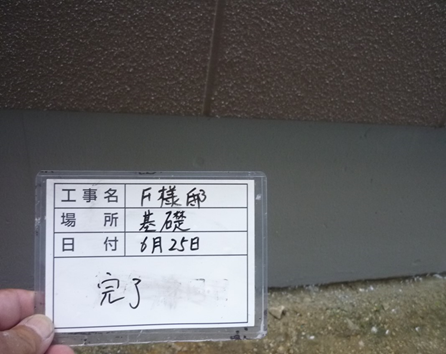 工事名 F様邸
場所 基礎
日付 6月25日
完了